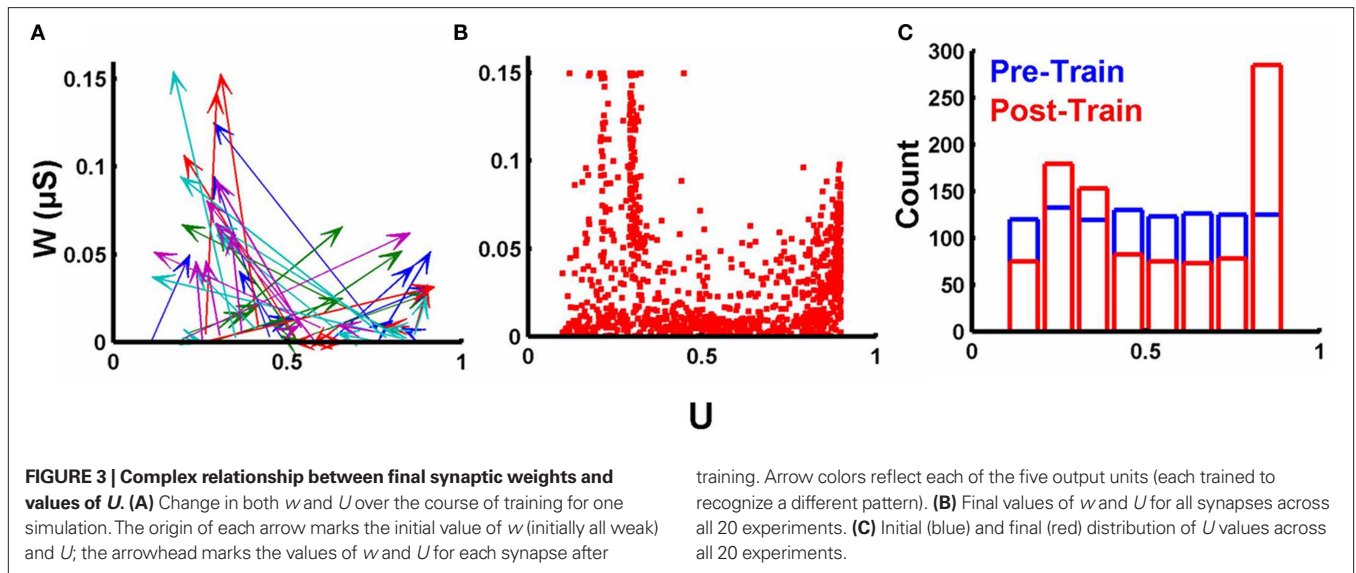 A
0.15
0.1
0.05
0
W (µS)
0
0.5
1
B
0.15
0.1
0.05
0
0
0.5
1
U
C
300
250
200
150
100
50
0
Count
Pre-Train
Post-Train
0
0.5
1
FIGURE 3 | Complex relationship between final synaptic weights and
values of U. (A) Change in both w and U over the course of training for one
simulation. The origin of each arrow marks the initial value of w (initially all weak)
and U; the arrowhead marks the values of w and U for each synapse after
training. Arrow colors reflect each of the five output units (each trained to
recognize a different pattern). (B) Final values of w and U for all synapses across
all 20 experiments. (C) Initial (blue) and final (red) distribution of U values across
all 20 experiments.